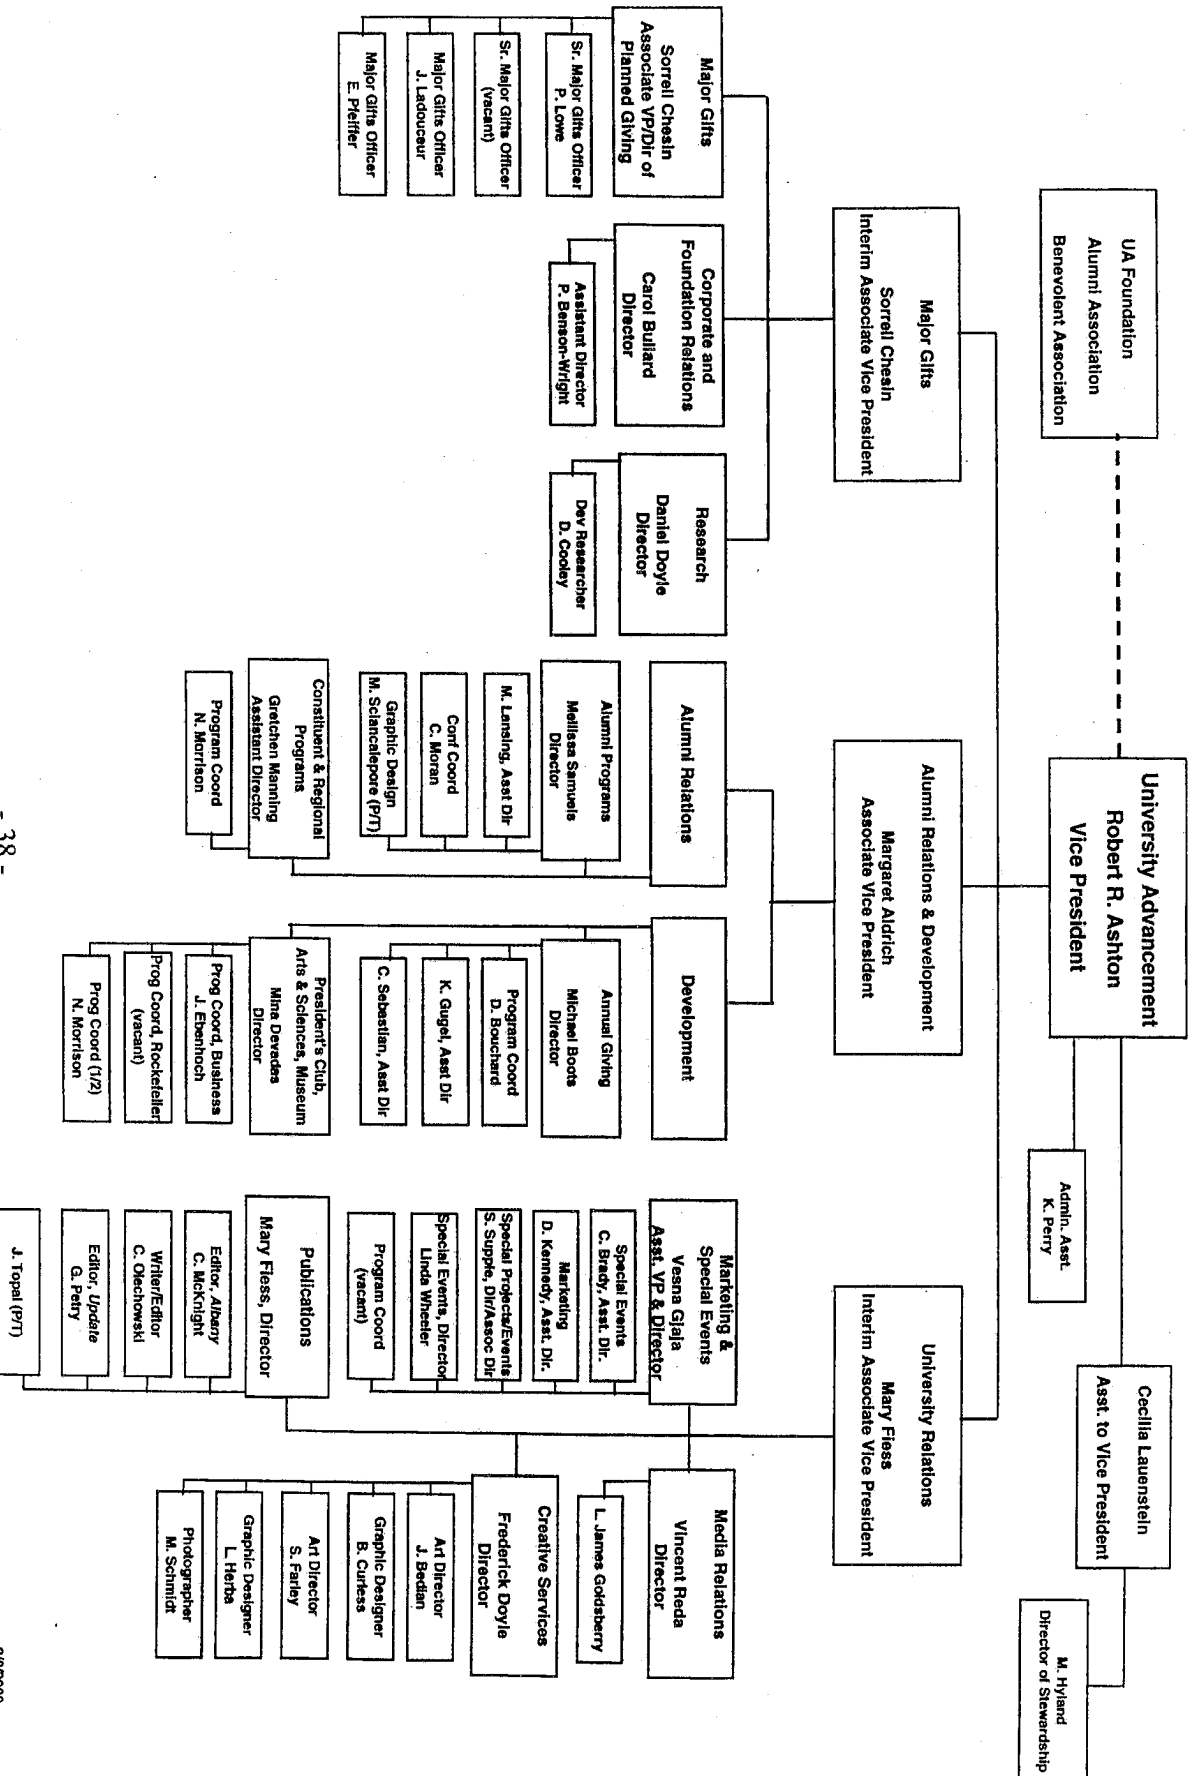 University Advancement
Robert R. Ashton
Vice President
UA Foundation
Alumni Association
Benevolent Association
Admin. Asst.
K. Perry
Cecilia Lauenstein
Asst. to Vice President
M. Hyland
Director of Stewardship
Major Gifts
Sorrell Chesin
Interim Associate Vice President
Alumni Relations & Development
Margaret Aldrich
Associate Vice President
University Relations
Mary Fiess
Interim Associate Vice President
Major Gifts
Sorrell Chesin
Associate VP/Dir of
Planned Giving
Sr. Major Gifts Officer
P. Lowe
Sr. Major Gifts Officer
(vacant)
Major Gifts Officer
J. Ladouceur
Major Gifts Officer
E. Pfeiffer
Corporate and
Foundation Relations
Carol Bullard
Director
Assistant Director
P. Benson-Wright
Research
Daniel Doyle
Director
Dev Researcher
D. Cooley
Alumni Relations
Alumni Programs
Mellissa Samuels
Director
M. Lansing, Asst Dir
Conf Coord
C. Moran
Graphic Design
M. Sciancalepore (P/T)
Constituent & Regional
Programs
Gretchen Manning
Assistant Director
Program Coord
N. Morrison
Development
Annual Giving
Michael Boots
Director
Program Coord
D. Bouchard
K. Gugel, Asst Dir
C. Sebastian, Asst Dir
President's Club,
Arts & Sciences, Museum
Mina Devades
Director
Prog Coord, Business
J. Ebenhoch
Prog Coord, Rockefeller
(vacant)
Prog Coord (1/2)
N. Morrison
Marketing &
Special Events
Vesna Gjaja
Asst. VP & Director
Special Events
C. Brady, Asst. Dir.
Marketing
D. Kennedy, Asst. Dir.
Special Projects/Events
S. Supple, Dir/Assoc Dir
Special Events, Director
Linda Wheeler
Program Coord
(vacant)
Publications
Mary Fiess, Director
Editor, Albany
C. McKnight
Writer/Editor
C. Olechowski
Editor, Update
G. Petry
J. Toppal (P/T)
Media Relations
Vincent Reda
Director
L. James Goldsberry
Creative Services
Frederick Doyle
Director
Art Director
J. Bedian
Graphic Designer
B. Curless
Art Director
S. Farley
Graphic Designer
L. Herba
Photographer
M. Schmidt
- 38 -